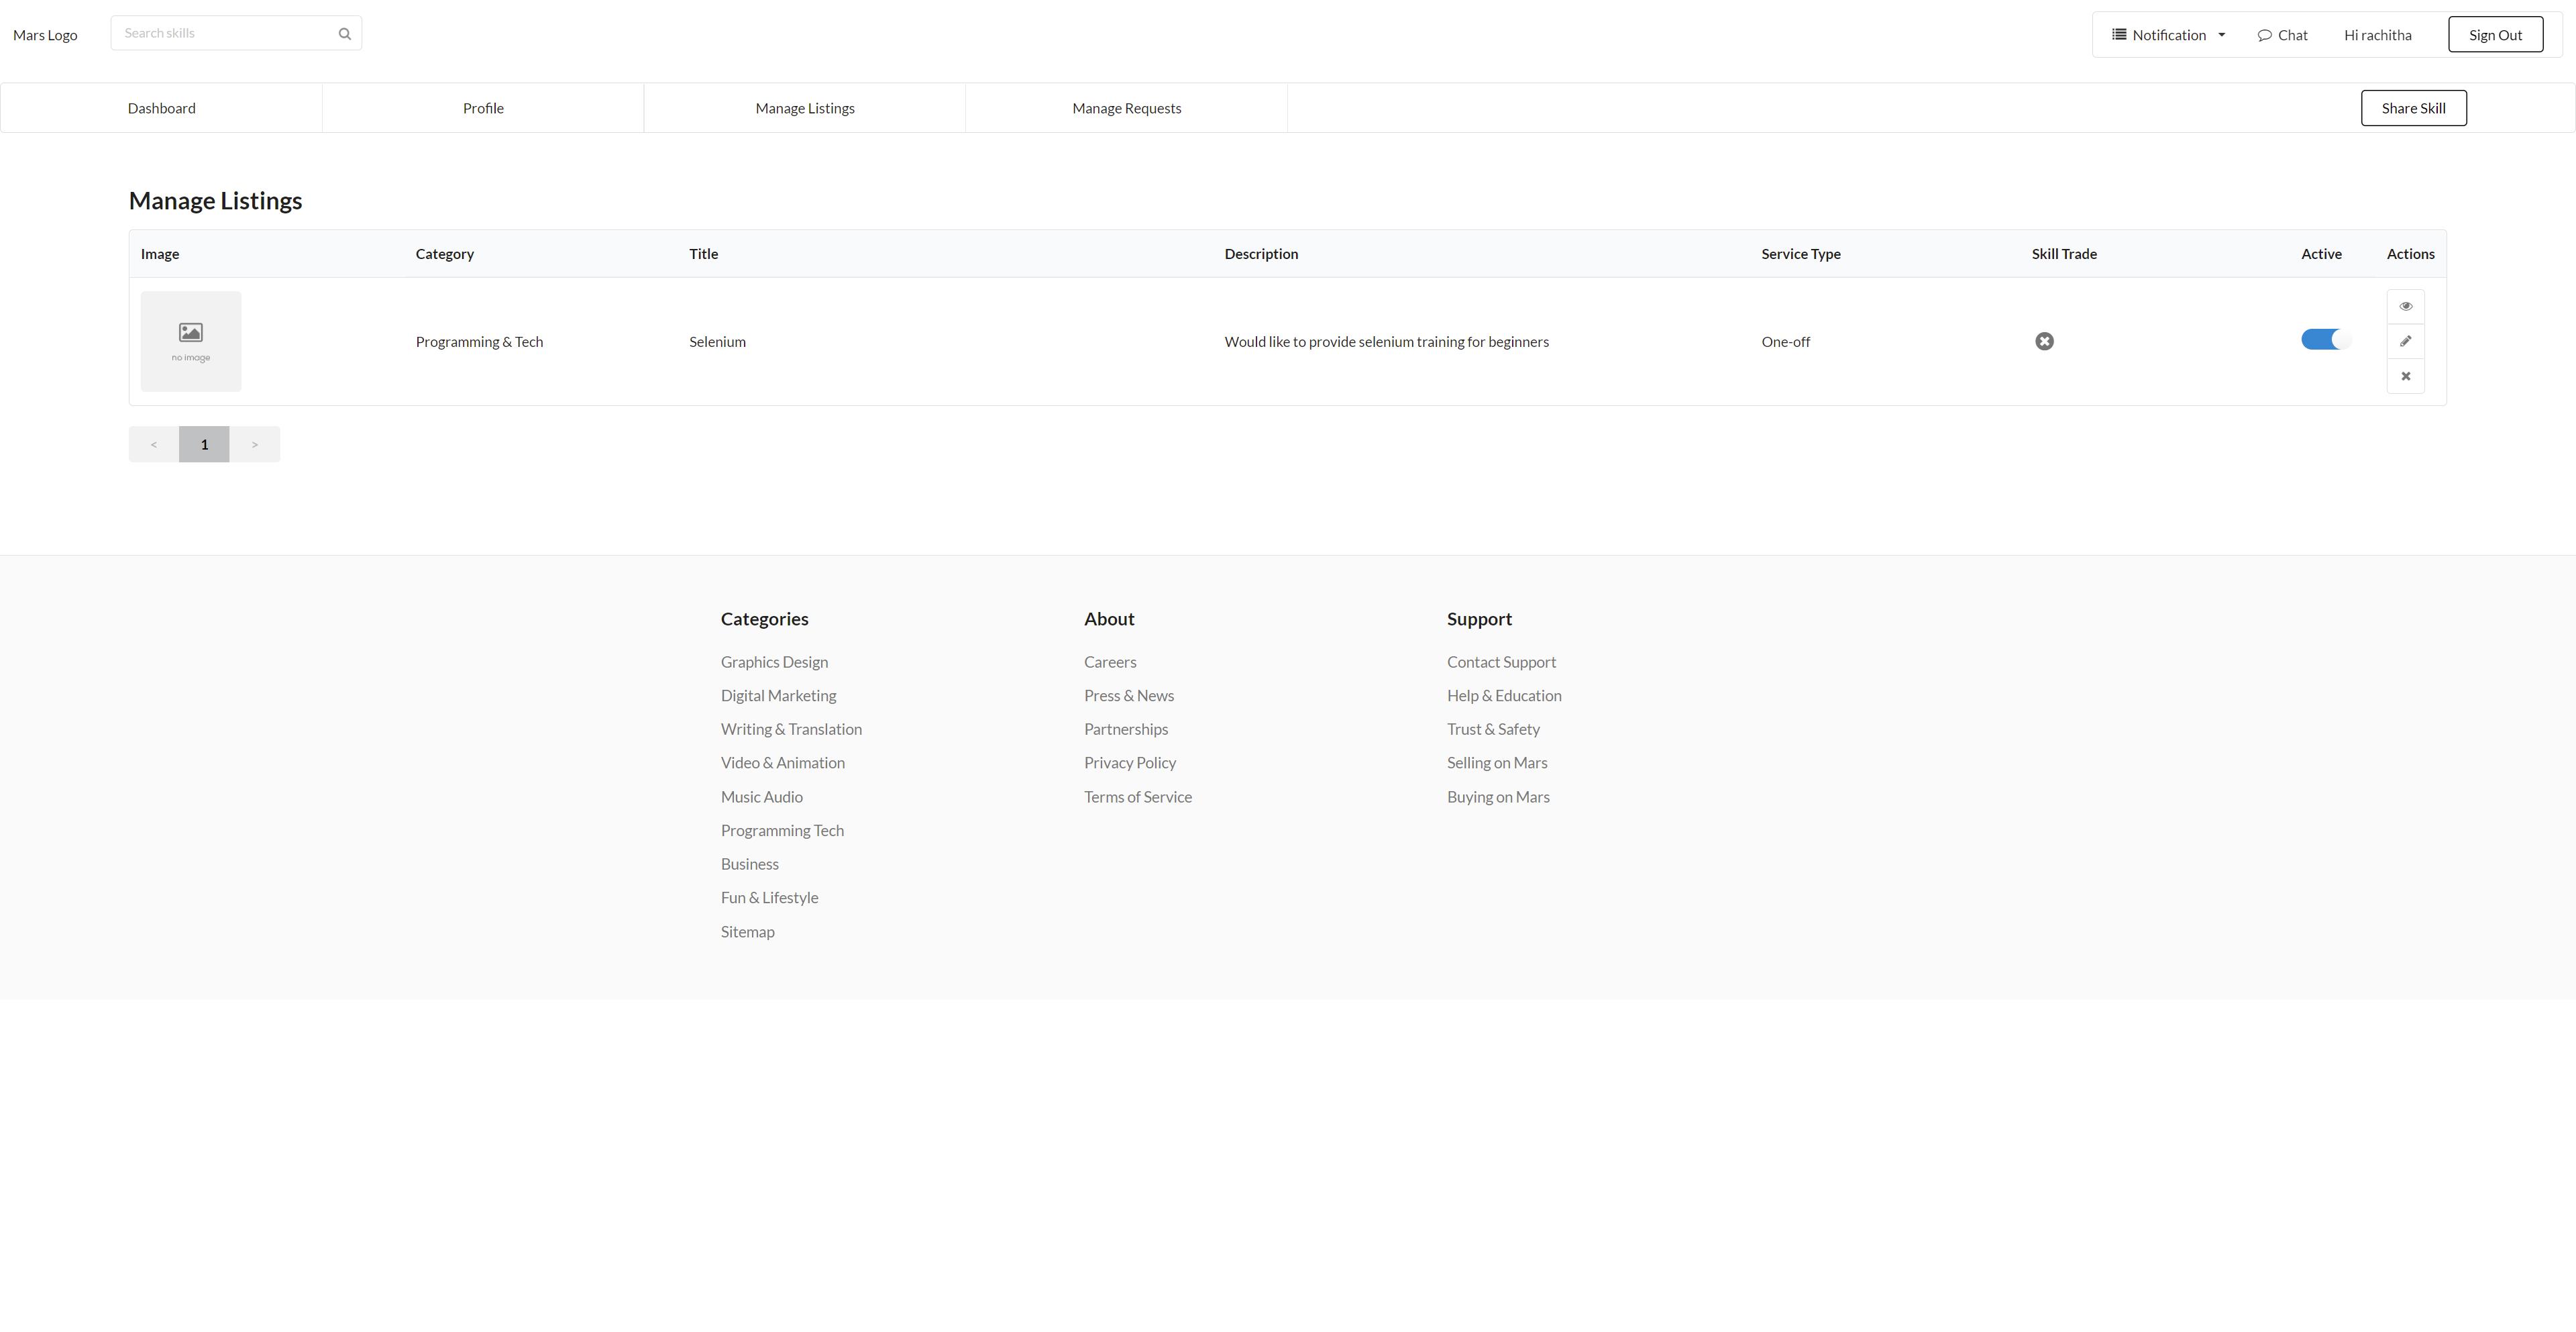 Mars Logo
Search skills
Notification
Chat
Hi rachitha
Sign Out
Dashboard
Profile
Manage Listings
Manage Requests
Share Skill
Manage Listings
Image Category Title Description Service Type Skill Trade Active Actions
no image
Programming & Tech Selenium Would like to provide selenium training for beginners One-off
< 1 >
Categories
Graphics Design
Digital Marketing
Writing & Translation
Video & Animation
Music Audio
Programming Tech
Business
Fun & Lifestyle
Sitemap
About
Careers
Press & News
Partnerships
Privacy Policy
Terms of Service
Support
Contact Support
Help & Education
Trust & Safety
Selling on Mars
Buying on Mars